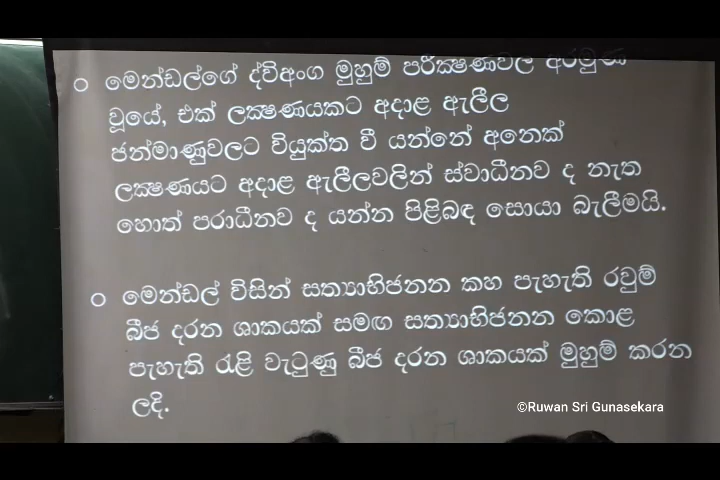 ○ මෙන්ඩල්ගේ ද්විඅංග මුහුම් පරීක්‍ෂණවල අරමුණ
වූයේ, එක් ලක්‍ෂණයකට අදාළ ඇලීල
ජන්මාණුවලට වියුක්ත වී යන්නේ අනෙක්
ලක්‍ෂණයට අදාළ ඇලීලවලින් ස්වාධීනව ද නැත
හොත් පරාධීනව ද යන්න පිළිබඳ සොයා බැලීමයි.
○ මෙන්ඩල් විසින් සත්‍යාභිජනන කහ පැහැති රවුම්
බීජ දරන ශාකයක් සමඟ සත්‍යාභිජනන කොළ
පැහැති රැළි වැටුණු බීජ දරන ශාකයක් මුහුම් කරන
ලදි.
©Ruwan Sri Gunasekara